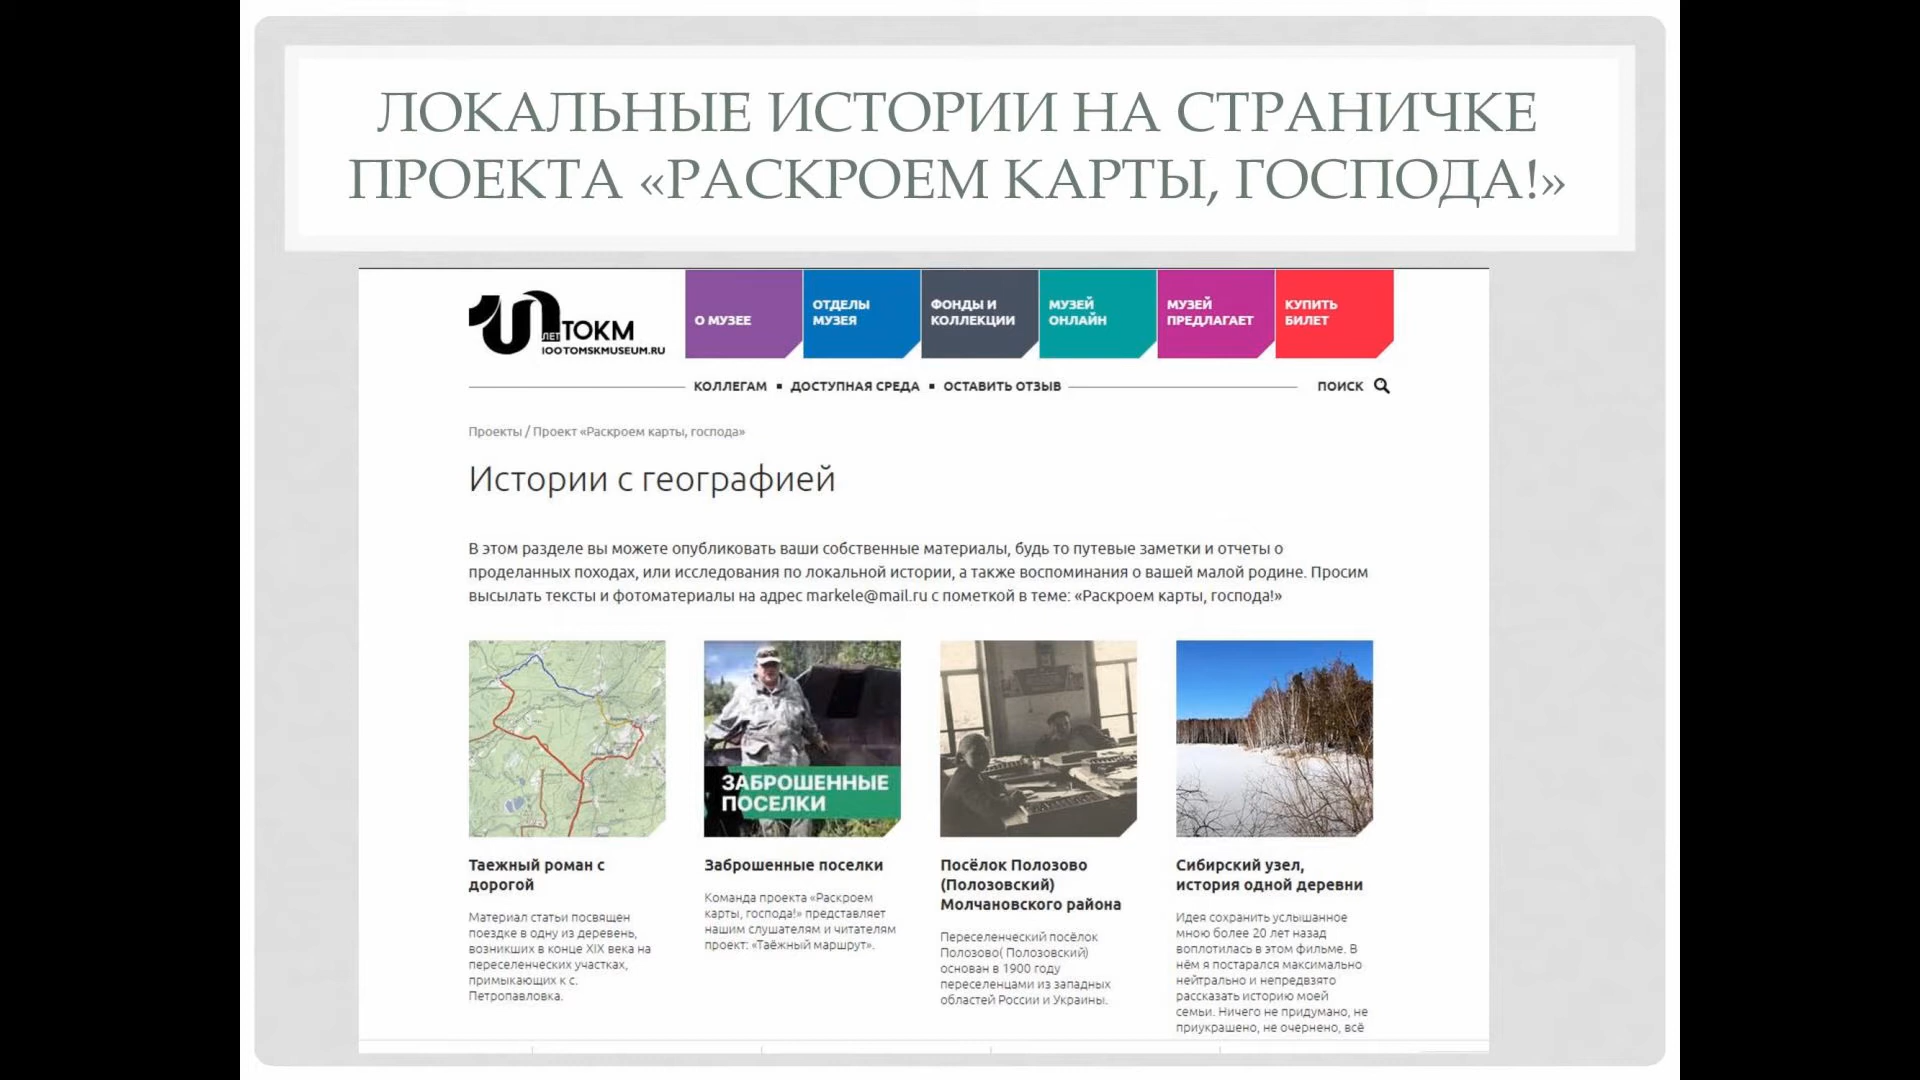 ЛОКАЛЬНЫЕ ИСТОРИИ НА СТРАНИЧКЕ
ПРОЕКТА «РАСКРОЕМ КАРТЫ, ГОСПОДА!»
ЛЕТ ТОКМ
100TOMSKMUSEUM.RU
О МУЗЕЕ
ОТДЕЛЫ
МУЗЕЯ
ФОНДЫ И
КОЛЛЕКЦИИ
МУЗЕЙ
ОНЛАЙН
МУЗЕЙ
ПРЕДЛАГАЕТ
КУПИТЬ
БИЛЕТ
КОЛЛЕГАМ ▪ ДОСТУПНАЯ СРЕДА ▪ ОСТАВИТЬ ОТЗЫВ
ПОИСК
Проекты / Проект «Раскроем карты, господа»
Истории с географией
В этом разделе вы можете опубликовать ваши собственные материалы, будь то путевые заметки и отчеты о
проделанных походах, или исследования по локальной истории, а также воспоминания о вашей малой родине. Просим
высылать тексты и фотоматериалы на адрес markele@mail.ru с пометкой в теме: «Раскроем карты, господа!»
Таежный роман с
дорогой
Материал статьи посвящен
поездке в одну из деревень,
возникших в конце XIX века на
переселенческих участках,
примыкающих к с.
Петропавловка.
ЗАБРОШЕННЫЕ
ПОСЕЛКИ
Заброшенные поселки
Команда проекта «Раскроем
карты, господа!» представляет
нашим слушателям и читателям
проект: «Таёжный маршрут».
Посёлок Полозово
(Полозовский)
Молчановского района
Переселенческий посёлок
Полозово( Полозовский)
основан в 1900 году
переселенцами из западных
областей России и Украины.
Сибирский узел,
история одной деревни
Идея сохранить услышанное
мною более 20 лет назад
воплотилась в этом фильме. В
нём я постарался максимально
нейтрально и непредвзято
рассказать историю моей
семьи. Ничего не придумано, не
приукрашено, не очернено, всё